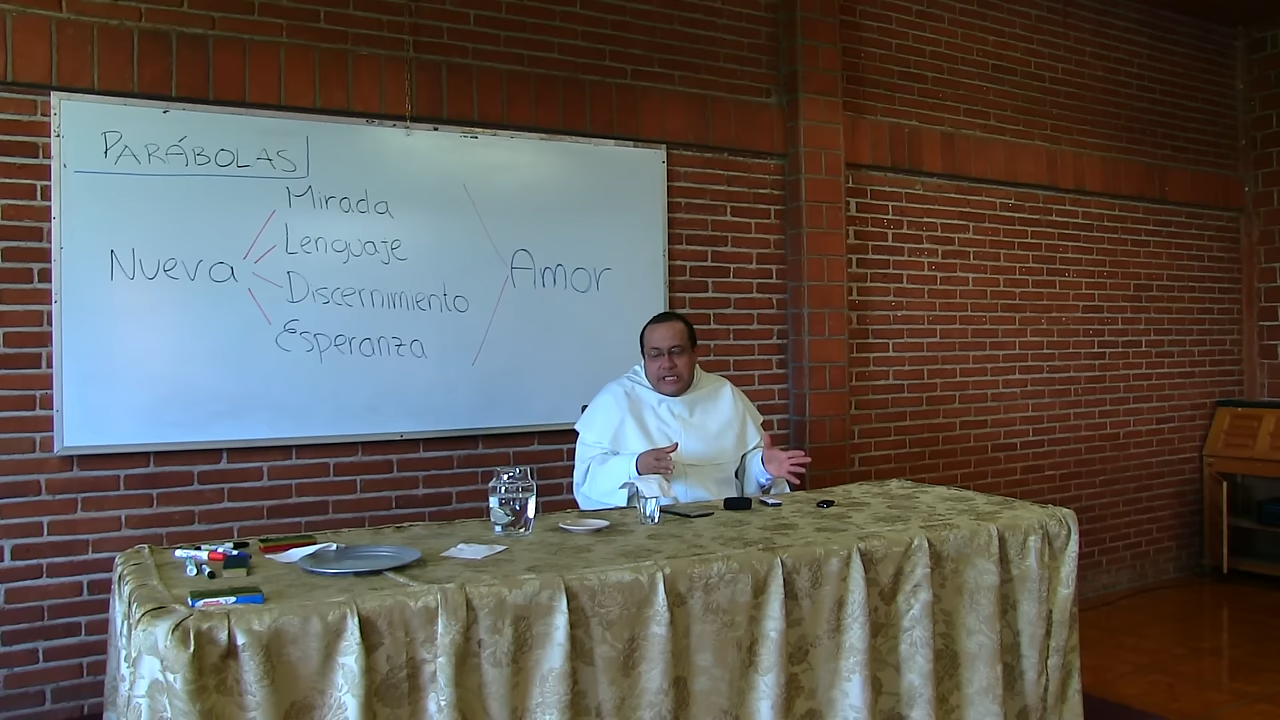 PARÁBOLAS
Mirada
Lenguaje
Nueva
Amor
Discernimiento
Esperanza